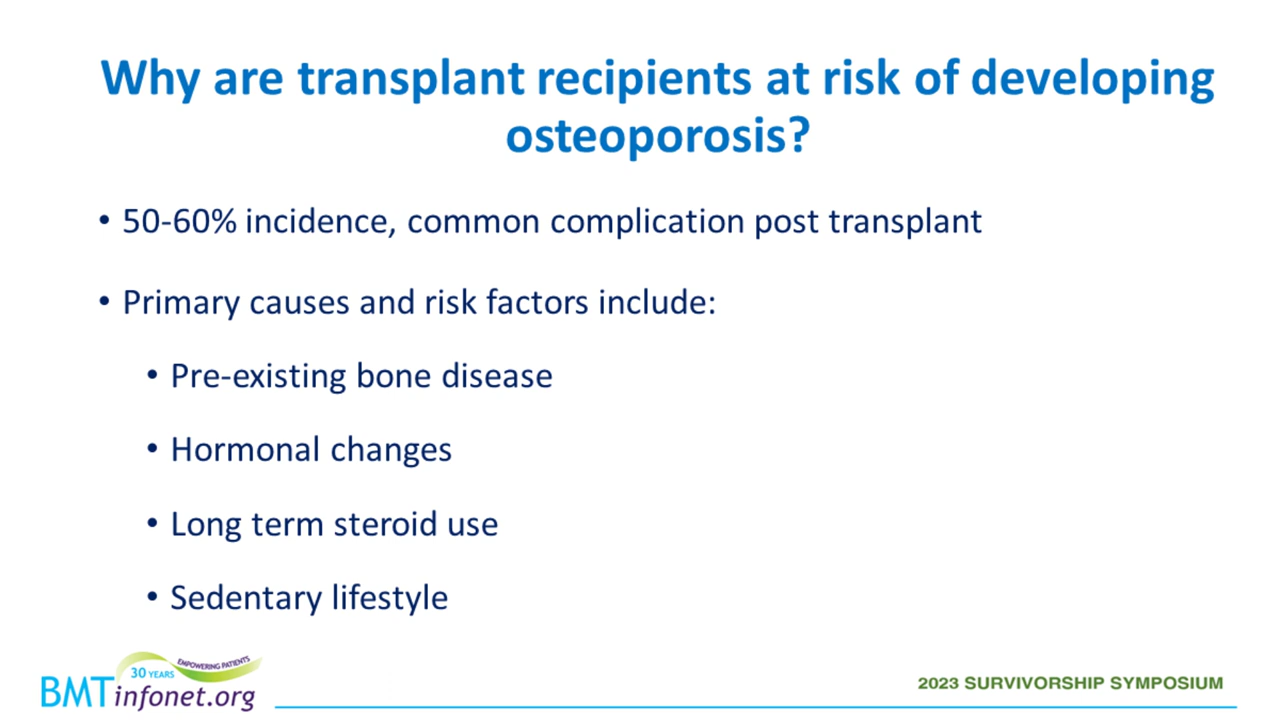 Why are transplant recipients at risk of developing
osteoporosis?
• 50-60% incidence, common complication post transplant
• Primary causes and risk factors include:
• Pre-existing bone disease
• Hormonal changes
• Long term steroid use
• Sedentary lifestyle
30 YEARS EMPOWERING PATIENTS
BMTinfonet.org
2023 SURVIVORSHIP SYMPOSIUM